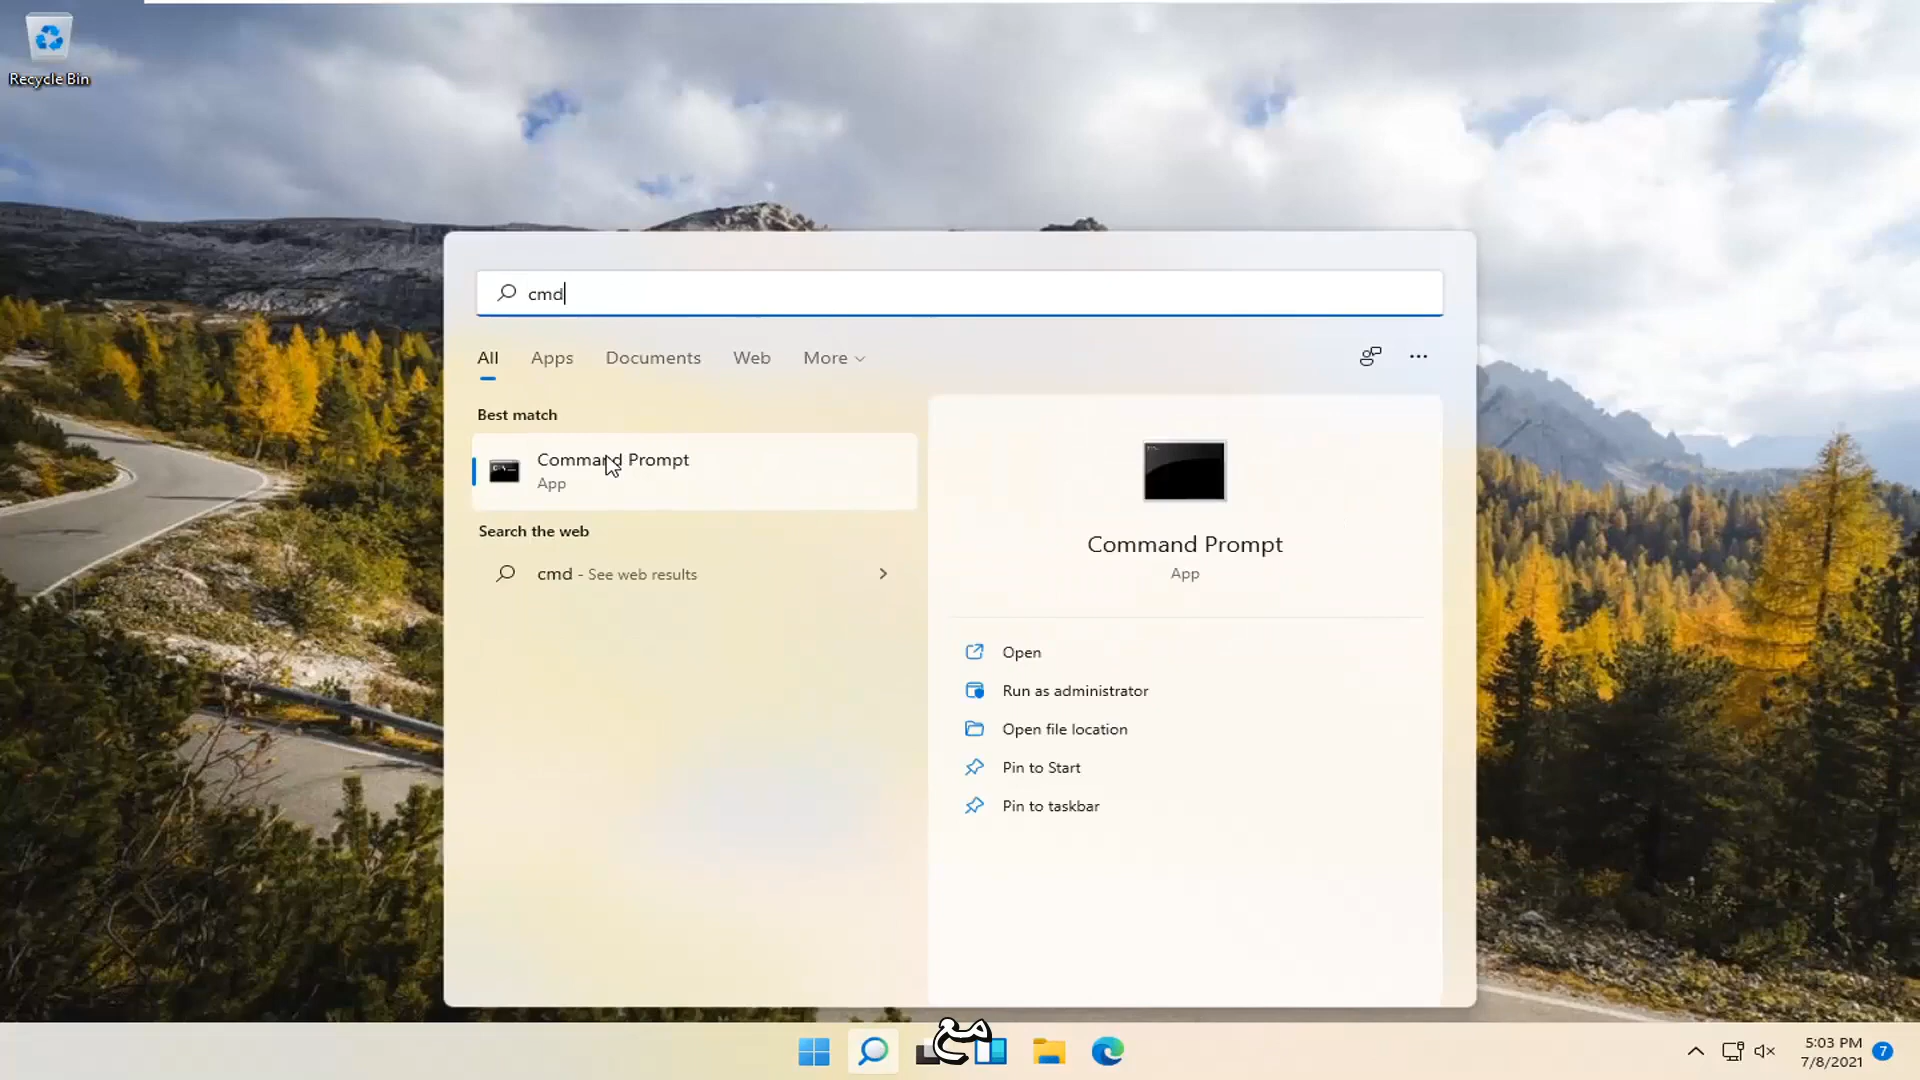 Recycle Bin
cmd
All
Apps
Documents
Web
More
Best match
Command Prompt
App
Search the web
cmd - See web results
Command Prompt
App
Open
Run as administrator
Open file location
Pin to Start
Pin to taskbar
مع
5:03 PM
7/8/2021
7